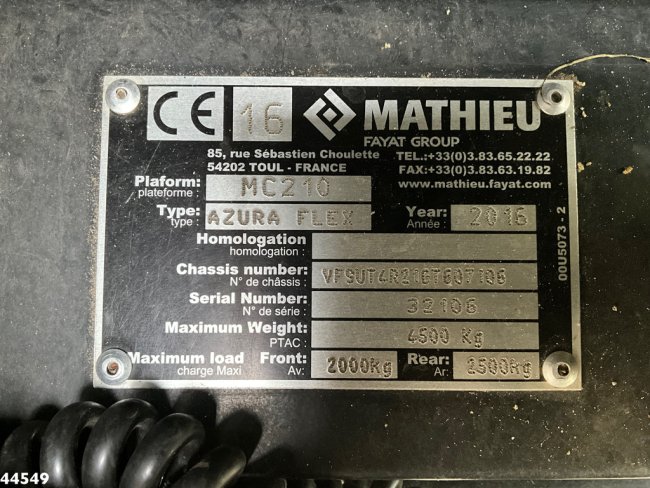 CE 16 MATHIEU
FAYAT GROUP
85, rue Sébastien Choulette TEL.:+33(0)3.83.65.22.22
54202 TOUL - FRANCE FAX:+33(0)3.83.63.19.82
www.mathieu.fayat.com
Plaform: MC210
plateforme :
Type: AZURA FLEX Year: 2016
type : Année :
Homologation
homologation :
Chassis number:
N° de châssis :
Serial Number: 32106
N° de série :
Maximum Weight: 4500 Kg
PTAC :
Maximum load Front: 2000Kg Rear:
charge Maxi Av: Ar:
00U5073 - 2
44549